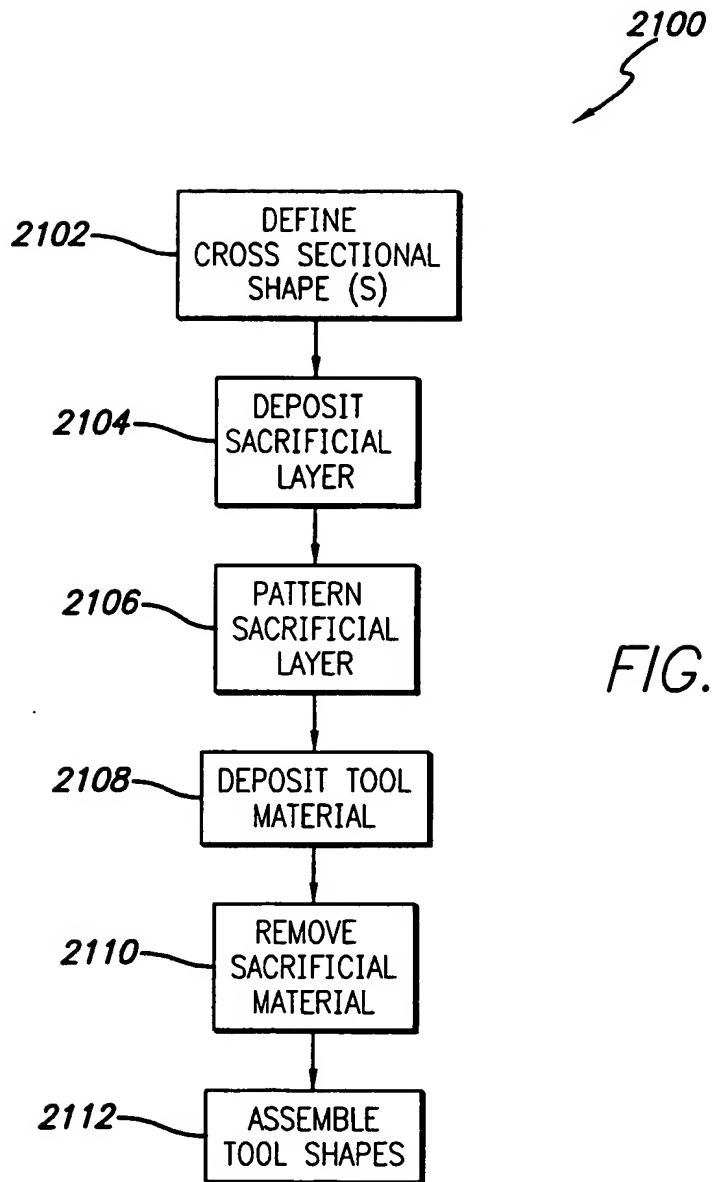 2100
2102
DEFINE
CROSS SECTIONAL
SHAPE (S)
2104
DEPOSIT
SACRIFICIAL
LAYER
2106
PATTERN
SACRIFICIAL
LAYER
FIG.
2108
DEPOSIT TOOL
MATERIAL
2110
REMOVE
SACRIFICIAL
MATERIAL
2112
ASSEMBLE
TOOL SHAPES